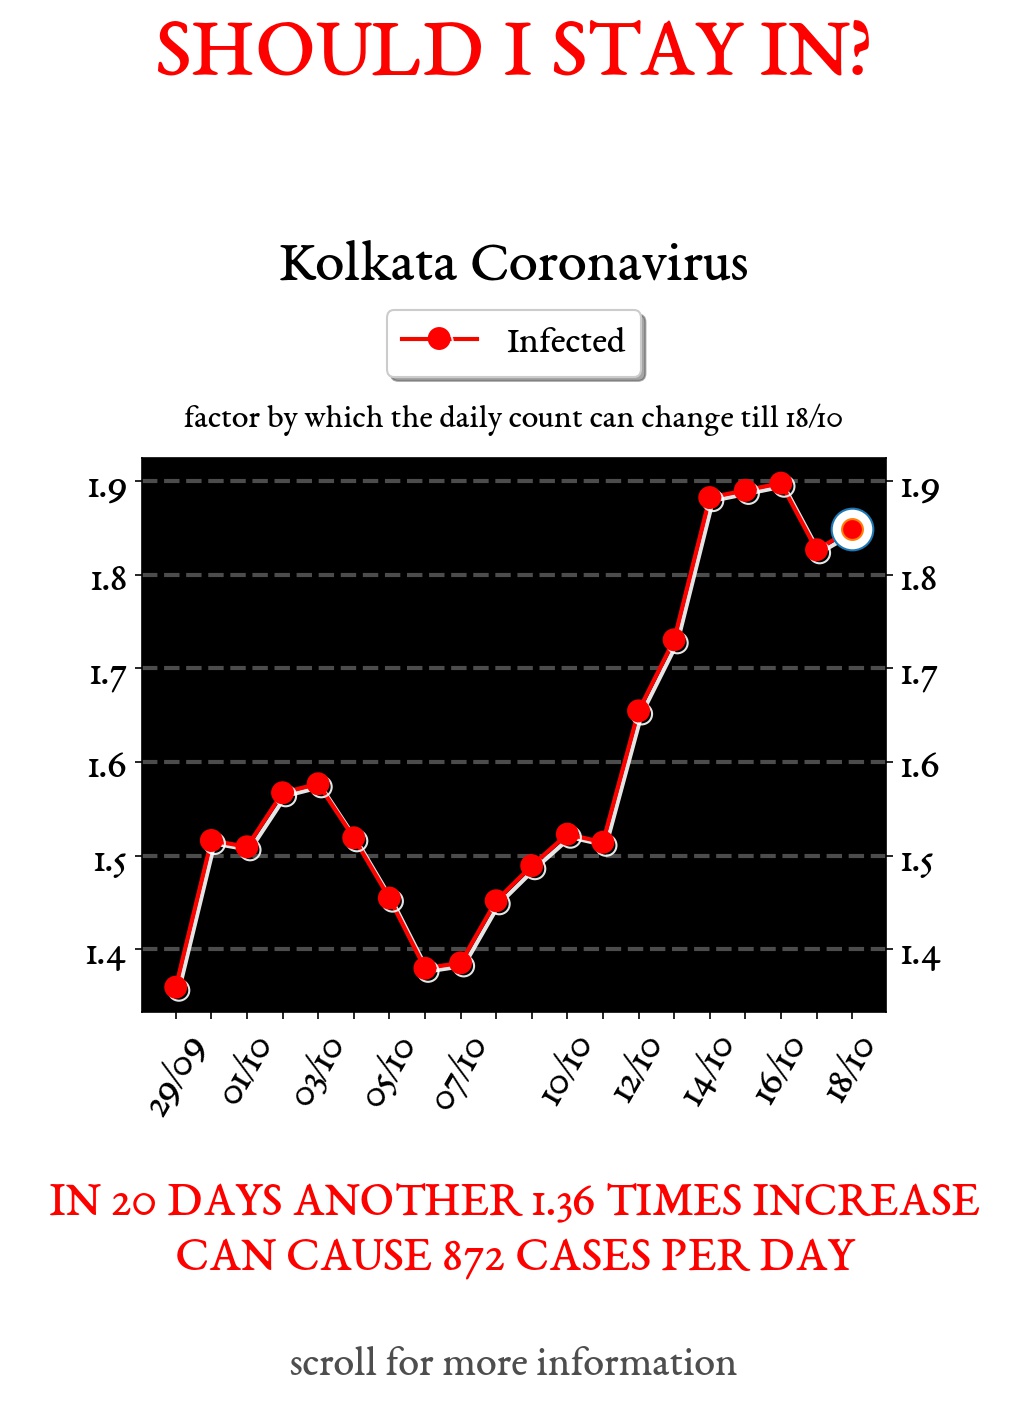 SHOULD I STAY IN?
Kolkata Coronavirus
Infected
factor by which the daily count can change till 18/10
1.9 1.9
1.8 1.8
1.7 1.7
1.6 1.6
1.5 1.5
1.4 1.4
29/09 01/10 03/10 05/10 07/10 10/10 12/10 14/10 16/10 18/10
IN 20 DAYS ANOTHER 1.36 TIMES INCREASE
CAN CAUSE 872 CASES PER DAY
scroll for more information